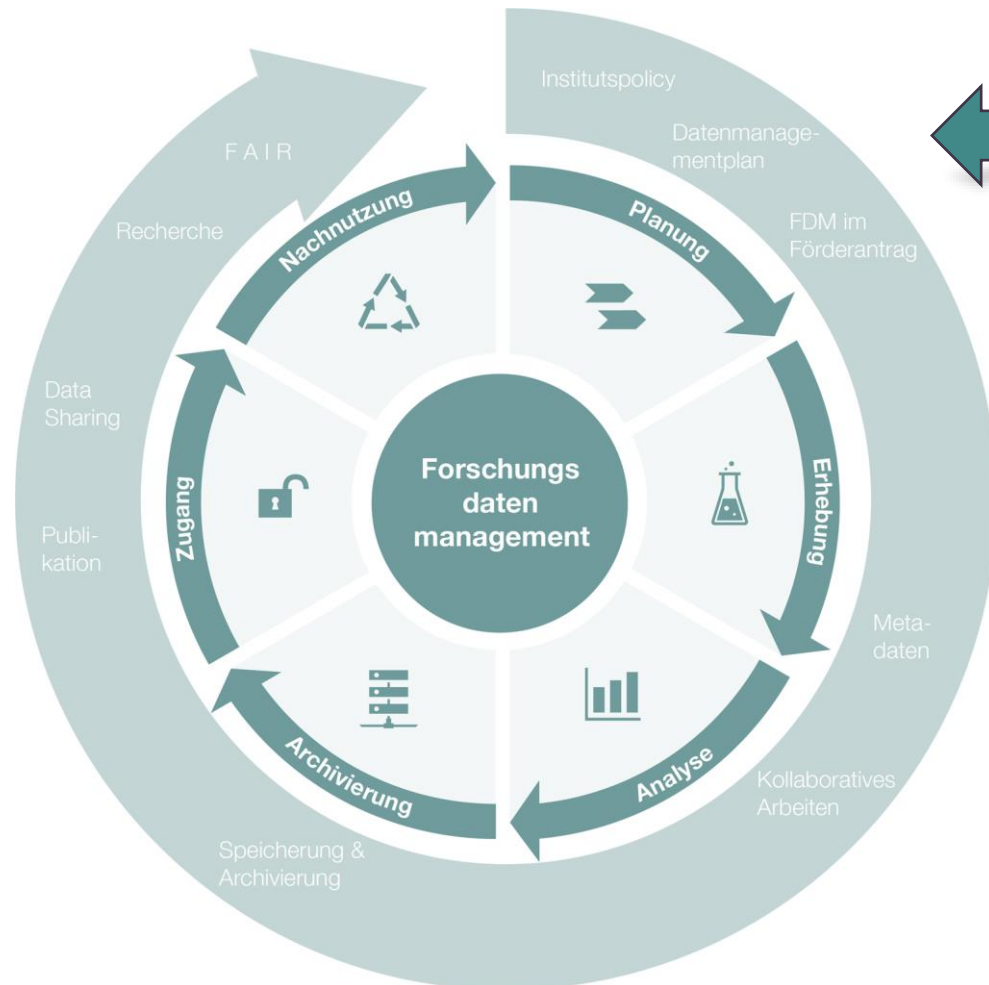 Institutspolicy
Datenmanage-
mentplan
FDM im
Förderantrag
Meta-
daten
Kollaboratives
Arbeiten
Speicherung &
Archivierung
Publi-
kation
Data
Sharing
Recherche
F A I R
Planung
Erhebung
Analyse
Archivierung
Zugang
Nachnutzung
Forschungs
daten
management